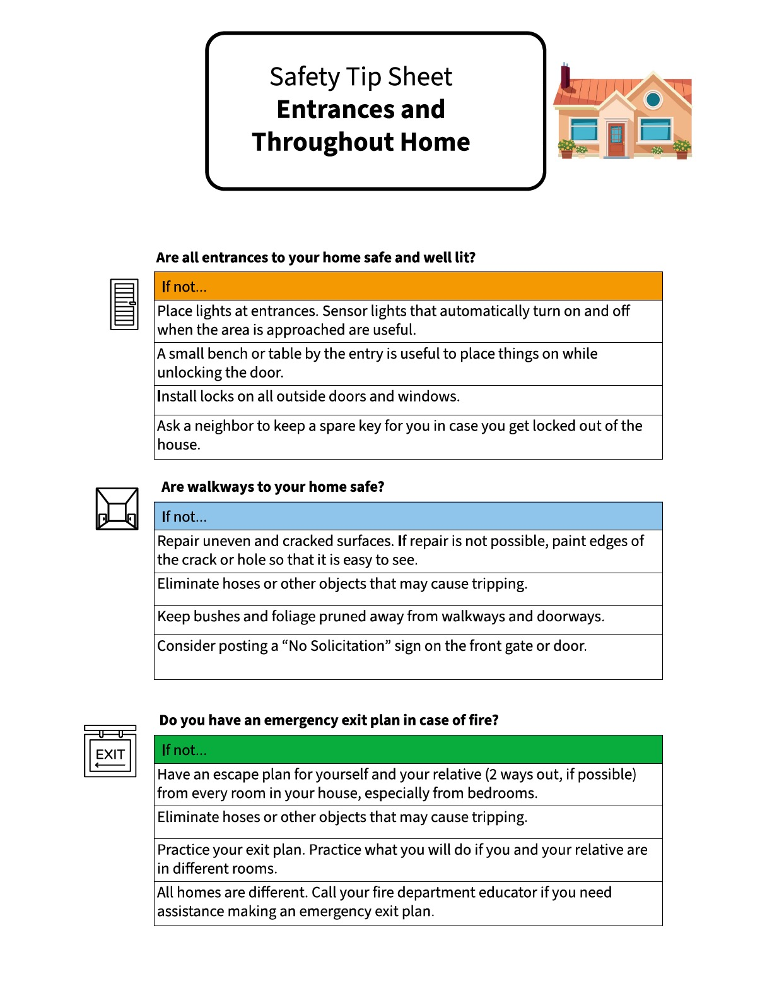 Safety Tip Sheet
Entrances and
Throughout Home
Are all entrances to your home safe and well lit?
If not...
Place lights at entrances. Sensor lights that automatically turn on and off
when the area is approached are useful.
A small bench or table by the entry is useful to place things on while
unlocking the door.
Install locks on all outside doors and windows.
Ask a neighbor to keep a spare key for you in case you get locked out of the
house.
Are walkways to your home safe?
If not...
Repair uneven and cracked surfaces. If repair is not possible, paint edges of
the crack or hole so that it is easy to see.
Eliminate hoses or other objects that may cause tripping.
Keep bushes and foliage pruned away from walkways and doorways.
Consider posting a “No Solicitation” sign on the front gate or door.
Do you have an emergency exit plan in case of fire?
EXIT
If not...
Have an escape plan for yourself and your relative (2 ways out, if possible)
from every room in your house, especially from bedrooms.
Eliminate hoses or other objects that may cause tripping.
Practice your exit plan. Practice what you will do if you and your relative are
in different rooms.
All homes are different. Call your fire department educator if you need
assistance making an emergency exit plan.